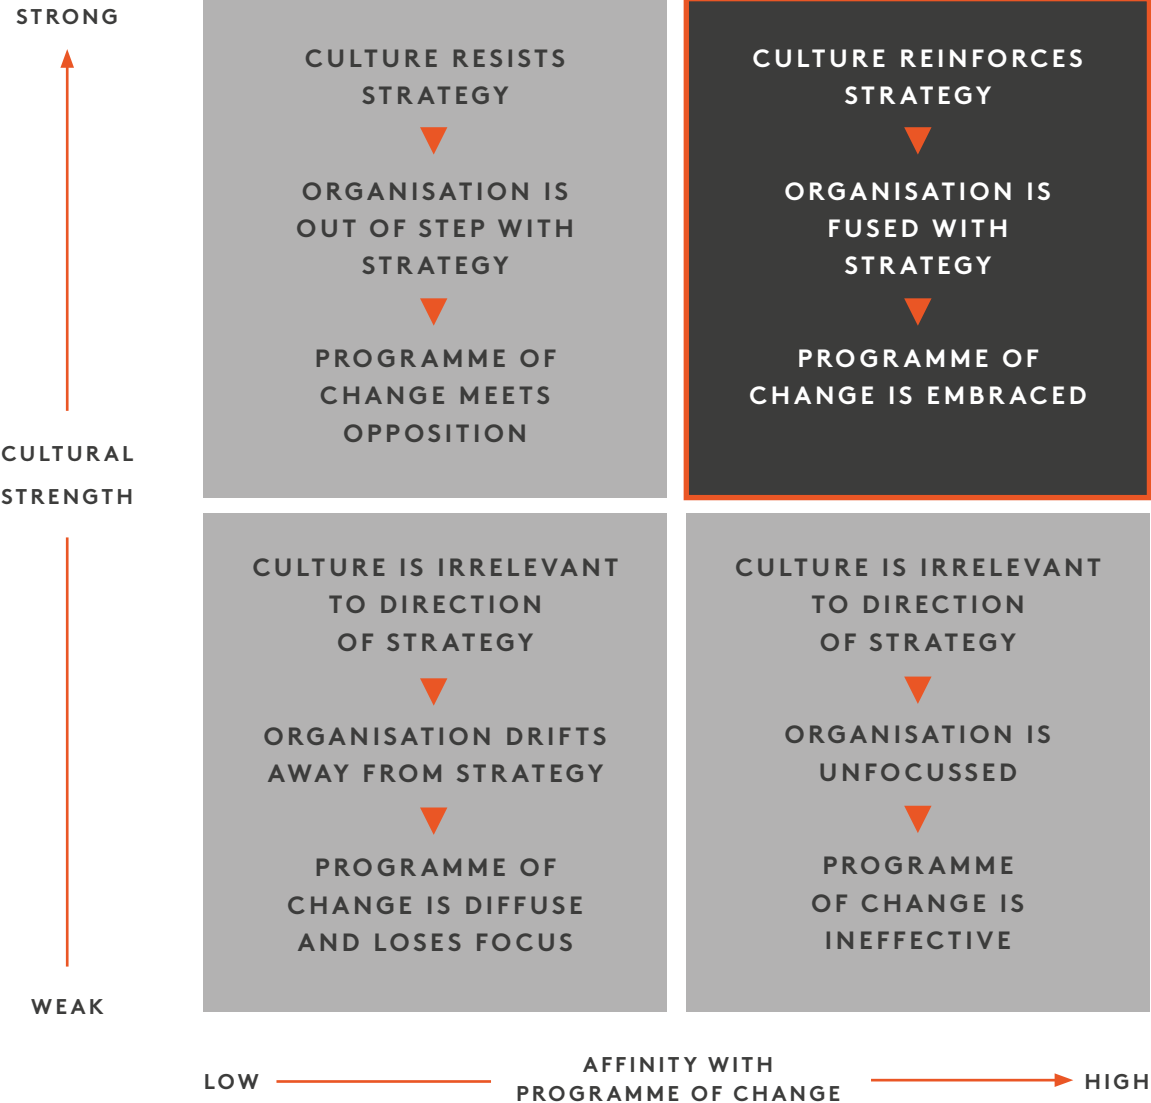 STRONG
CULTURAL
STRENGTH
WEAK
CULTURE RESISTS
STRATEGY
ORGANISATION IS
OUT OF STEP WITH
STRATEGY
PROGRAMME OF
CHANGE MEETS
OPPOSITION
CULTURE REINFORCES
STRATEGY
ORGANISATION IS
FUSED WITH
STRATEGY
PROGRAMME OF
CHANGE IS EMBRACED
CULTURE IS IRRELEVANT
TO DIRECTION
OF STRATEGY
ORGANISATION DRIFTS
AWAY FROM STRATEGY
PROGRAMME OF
CHANGE IS DIFFUSE
AND LOSES FOCUS
CULTURE IS IRRELEVANT
TO DIRECTION
OF STRATEGY
ORGANISATION IS
UNFOCUSSED
PROGRAMME
OF CHANGE IS
INEFFECTIVE
LOW
AFFINITY WITH
PROGRAMME OF CHANGE
HIGH